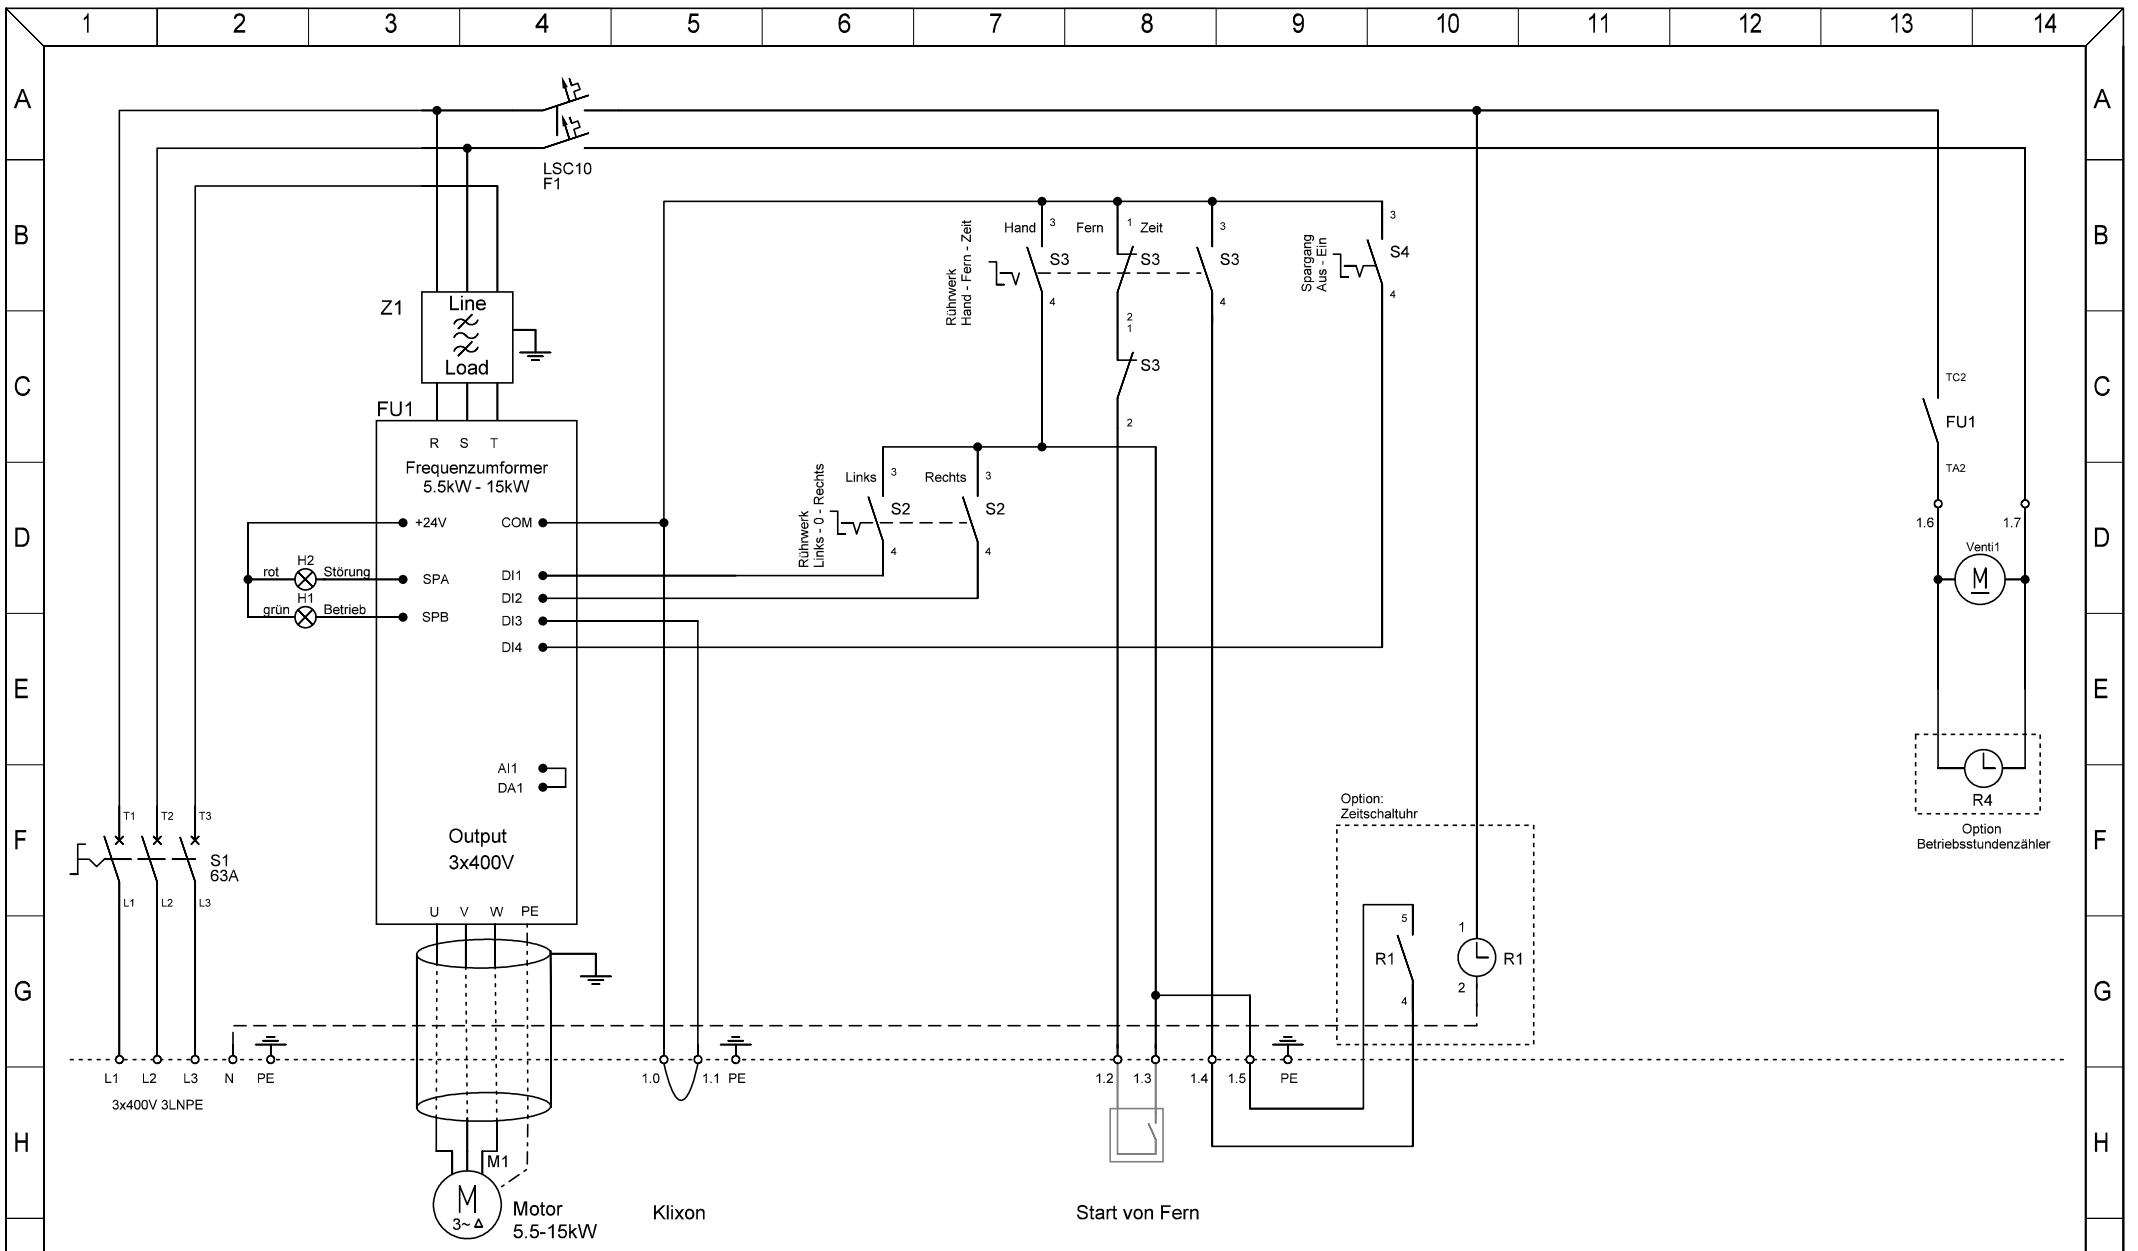 1 2 3 4 5 6 7 8 9 10 11 12 13 14
A A
LSC10
F1
B B
Hand 3 Fern 1 Zeit 3 3
S3 S3 S3 S4
Rührwerk
Hand - Fern - Zeit
Spargang
Aus - Ein
4 4 4
2
1
Z1 Line
Load
S3
2
C C
TC2
FU1
TA2
FU1
R S T
Frequenzumformer
5.5kW - 15kW
Links 3 Rechts 3
S2 S2
Rührwerk
Links - 0 - Rechts
4 4
+24V COM
D D
1.6 1.7
Venti1
M
H2
rot Störung SPA DI1
H1
grün Betrieb SPB DI2
DI3
DI4
E E
AI1
DA1
R4
Option
Betriebsstundenzähler
Option:
Zeitschaltuhr
T1 T2 T3
F F
S1
63A
Output
3x400V
L1 L2 L3
U V W PE
5 1
R1 R1
4 2
G G
L1 L2 L3 N PE 1.0 1.1 PE 1.2 1.3 1.4 1.5 PE
3x400V 3LNPE
H H
M1
M
3~ Δ
Motor
5.5-15kW
Klixon
Start von Fern